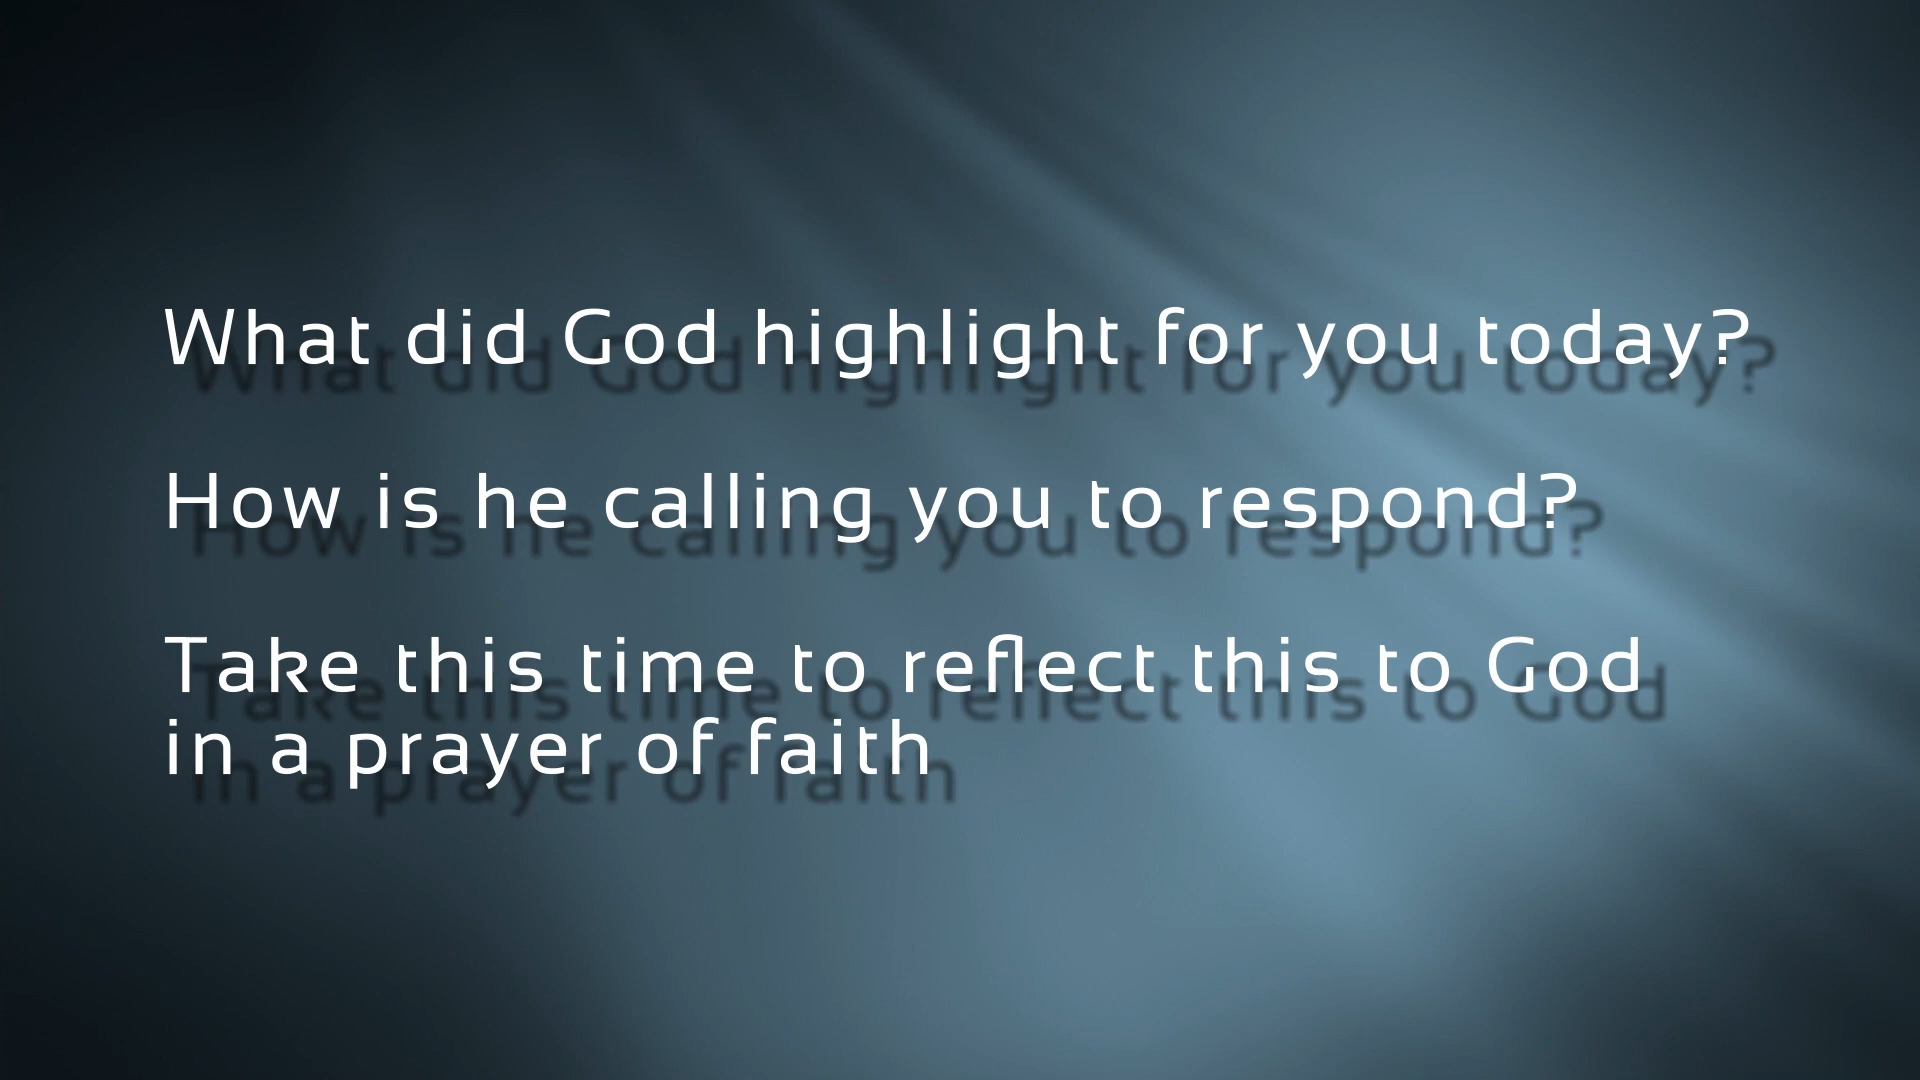 What did God highlight for you today?
How is he calling you to respond?
Take this time to reflect this to God
in a prayer of faith